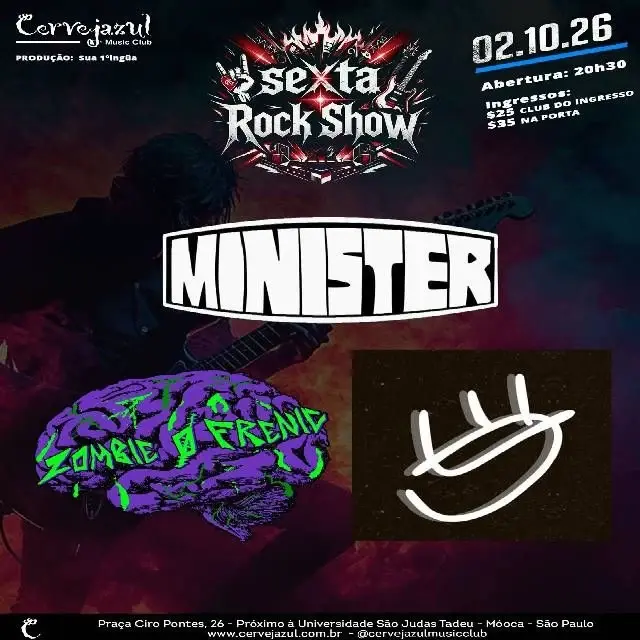 Cervejazul
Music Club
PRODUÇÃO: Sua 1ªingüa
sexta
Rock Show
02.10.26
Abertura: 20h30
Ingressos:
$25 CLUB DO INGRESSO
$35 NA PORTA
MINISTER
ZOMBIE Ø FRENIC
Praça Ciro Pontes, 26 - Próximo à Universidade São Judas Tadeu - Móoca - São Paulo
www.cervejazul.com.br - @cervejazulmusicclub